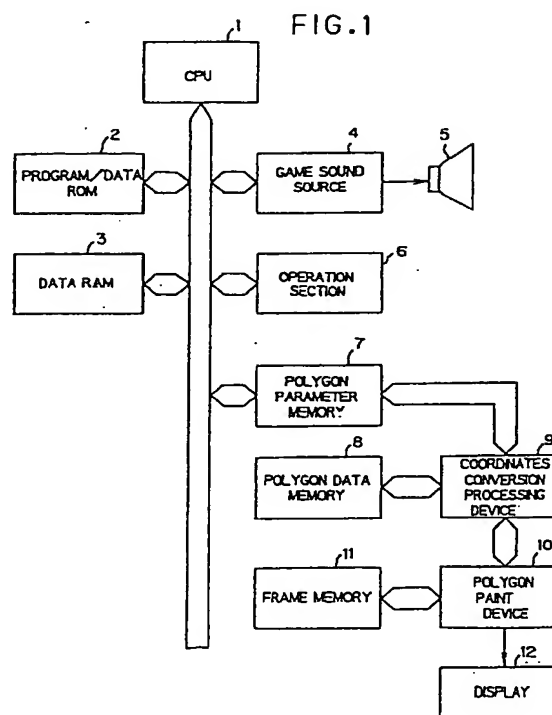 FIG.1
1
CPU
2
PROGRAM/DATA
ROM
4
GAME SOUND
SOURCE
5
3
DATA RAM
6
OPERATION
SECTION
7
POLYGON
PARAMETER
MEMORY
8
POLYGON DATA
MEMORY
9
COORDINATES
CONVERSION
PROCESSING
DEVICE
11
FRAME MEMORY
10
POLYGON
PAINT
DEVICE
12
DISPLAY